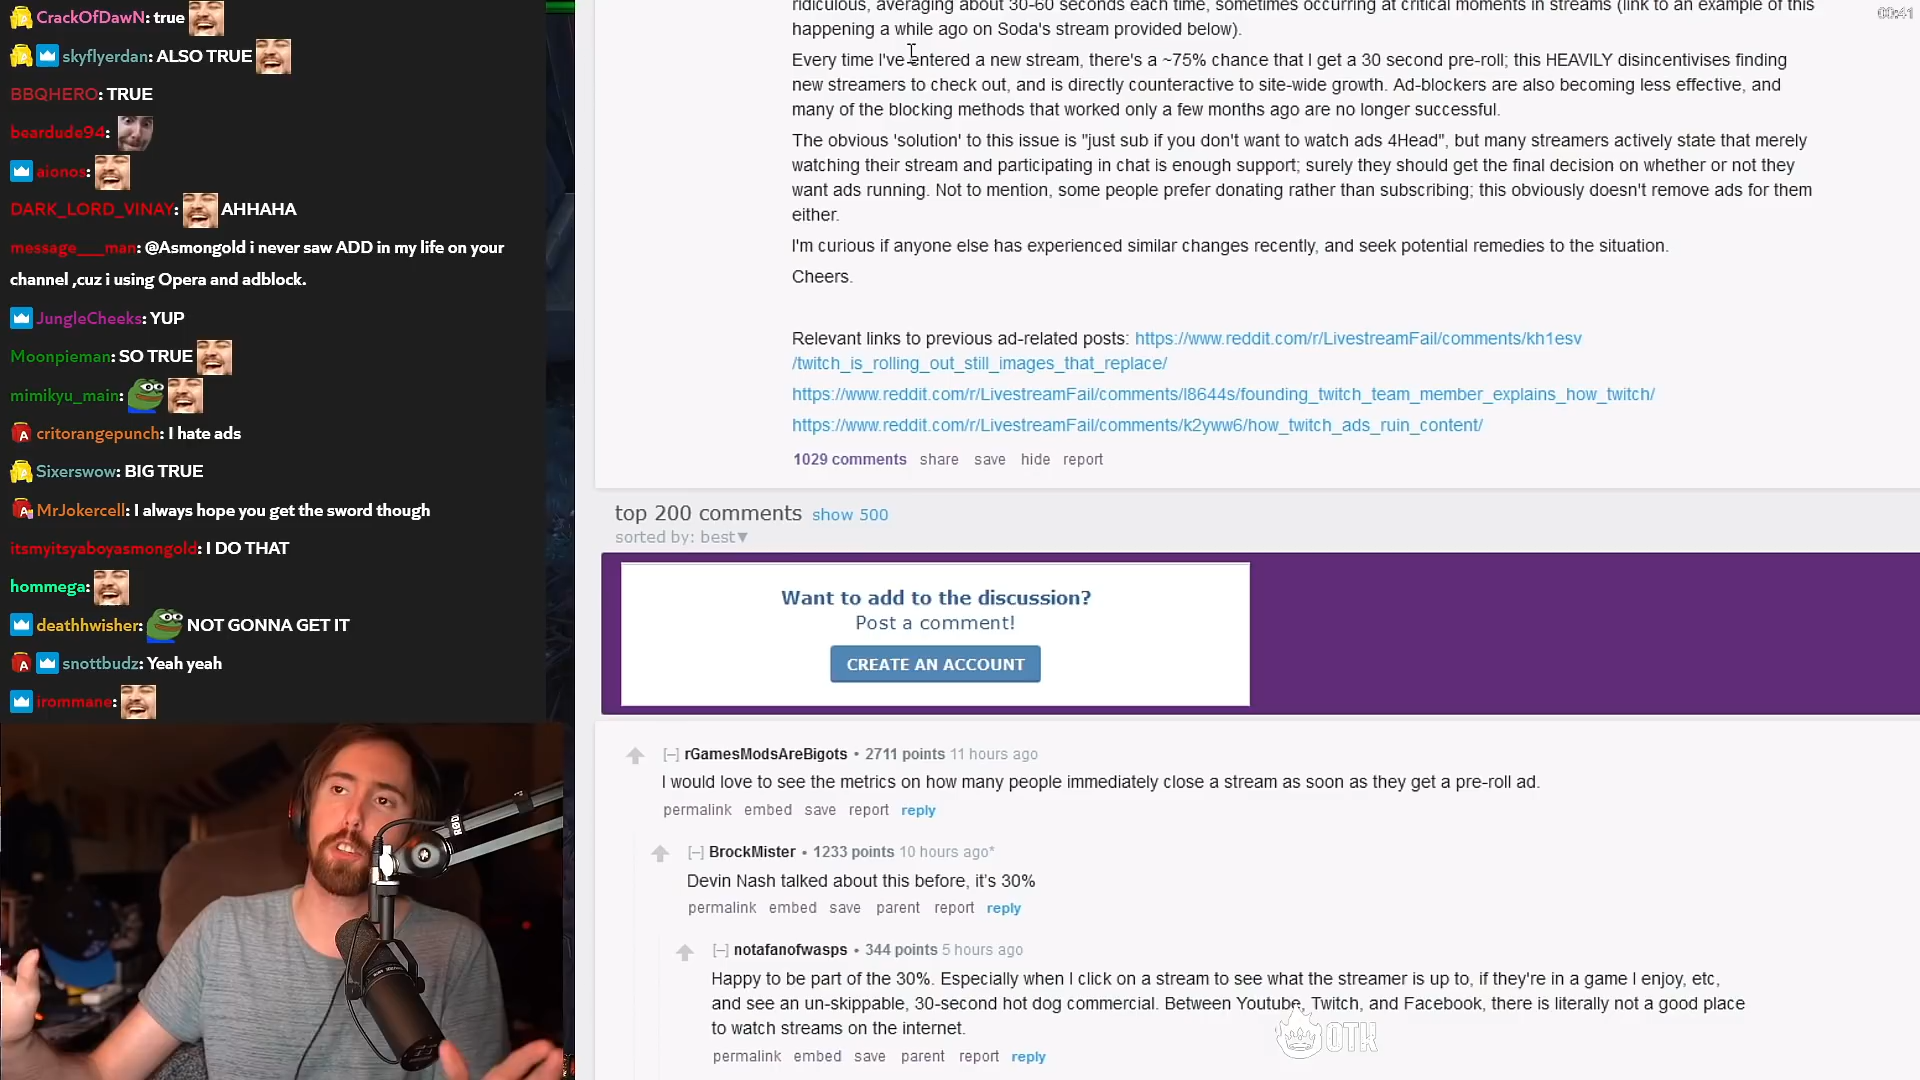 CrackOfDawN: true
skyflyerdan: ALSO TRUE
BBQHERO: TRUE
beardude94:
aionos:
DARK_LORD_VINAY: AHHAHA
message___man: @Asmongold i never saw ADD in my life on your
channel ,cuz i using Opera and adblock.
JungleCheeks: YUP
Moonpieman: SO TRUE
mimikyu_main:
critorangepunch: I hate ads
Sixerswow: BIG TRUE
MrJokercell: I always hope you get the sword though
itsmyitsyaboyasmongold: I DO THAT
hommega:
deathhwisher: NOT GONNA GET IT
snottbudz: Yeah yeah
irommane:
RØDE
00:41
ridiculous, averaging about 30-60 seconds each time, sometimes occurring at critical moments in streams (link to an example of this
happening a while ago on Soda's stream provided below).
Every time I've entered a new stream, there's a ~75% chance that I get a 30 second pre-roll; this HEAVILY disincentivises finding
new streamers to check out, and is directly counteractive to site-wide growth. Ad-blockers are also becoming less effective, and
many of the blocking methods that worked only a few months ago are no longer successful.
The obvious 'solution' to this issue is "just sub if you don't want to watch ads 4Head", but many streamers actively state that merely
watching their stream and participating in chat is enough support; surely they should get the final decision on whether or not they
want ads running. Not to mention, some people prefer donating rather than subscribing; this obviously doesn't remove ads for them
either.
I'm curious if anyone else has experienced similar changes recently, and seek potential remedies to the situation.
Cheers.
Relevant links to previous ad-related posts: https://www.reddit.com/r/LivestreamFail/comments/kh1esv
/twitch_is_rolling_out_still_images_that_replace/
https://www.reddit.com/r/LivestreamFail/comments/l8644s/founding_twitch_team_member_explains_how_twitch/
https://www.reddit.com/r/LivestreamFail/comments/k2yww6/how_twitch_ads_ruin_content/
1029 comments share save hide report
top 200 comments show 500
sorted by: best▼
Want to add to the discussion?
Post a comment!
CREATE AN ACCOUNT
[–] rGamesModsAreBigots • 2711 points 11 hours ago
I would love to see the metrics on how many people immediately close a stream as soon as they get a pre-roll ad.
permalink embed save report reply
[–] BrockMister • 1233 points 10 hours ago*
Devin Nash talked about this before, it's 30%
permalink embed save parent report reply
[–] notafanofwasps • 344 points 5 hours ago
Happy to be part of the 30%. Especially when I click on a stream to see what the streamer is up to, if they're in a game I enjoy, etc,
and see an un-skippable, 30-second hot dog commercial. Between Youtube, Twitch, and Facebook, there is literally not a good place
to watch streams on the internet.
permalink embed save parent report reply
OTK